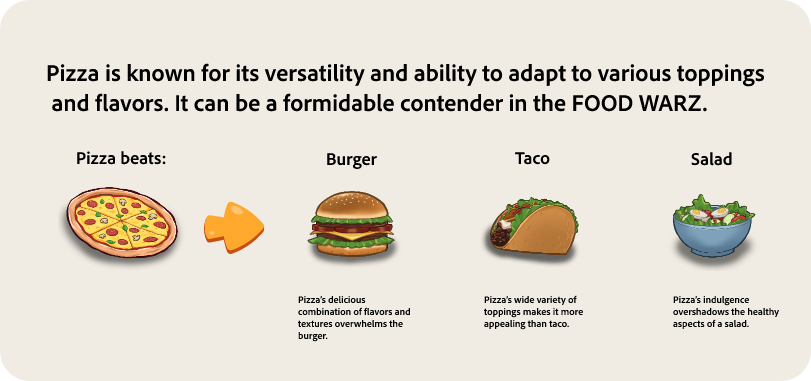 Pizza is known for its versatility and ability to adapt to various toppings
and flavors. It can be a formidable contender in the FOOD WARZ.
Pizza beats:
Burger
Taco
Salad
Pizza's delicious
combination of flavors and
textures overwhelms the
burger.
Pizza's wide variety of
toppings makes it more
appealing than taco.
Pizza's indulgence
overshadows the healthy
aspects of a salad.